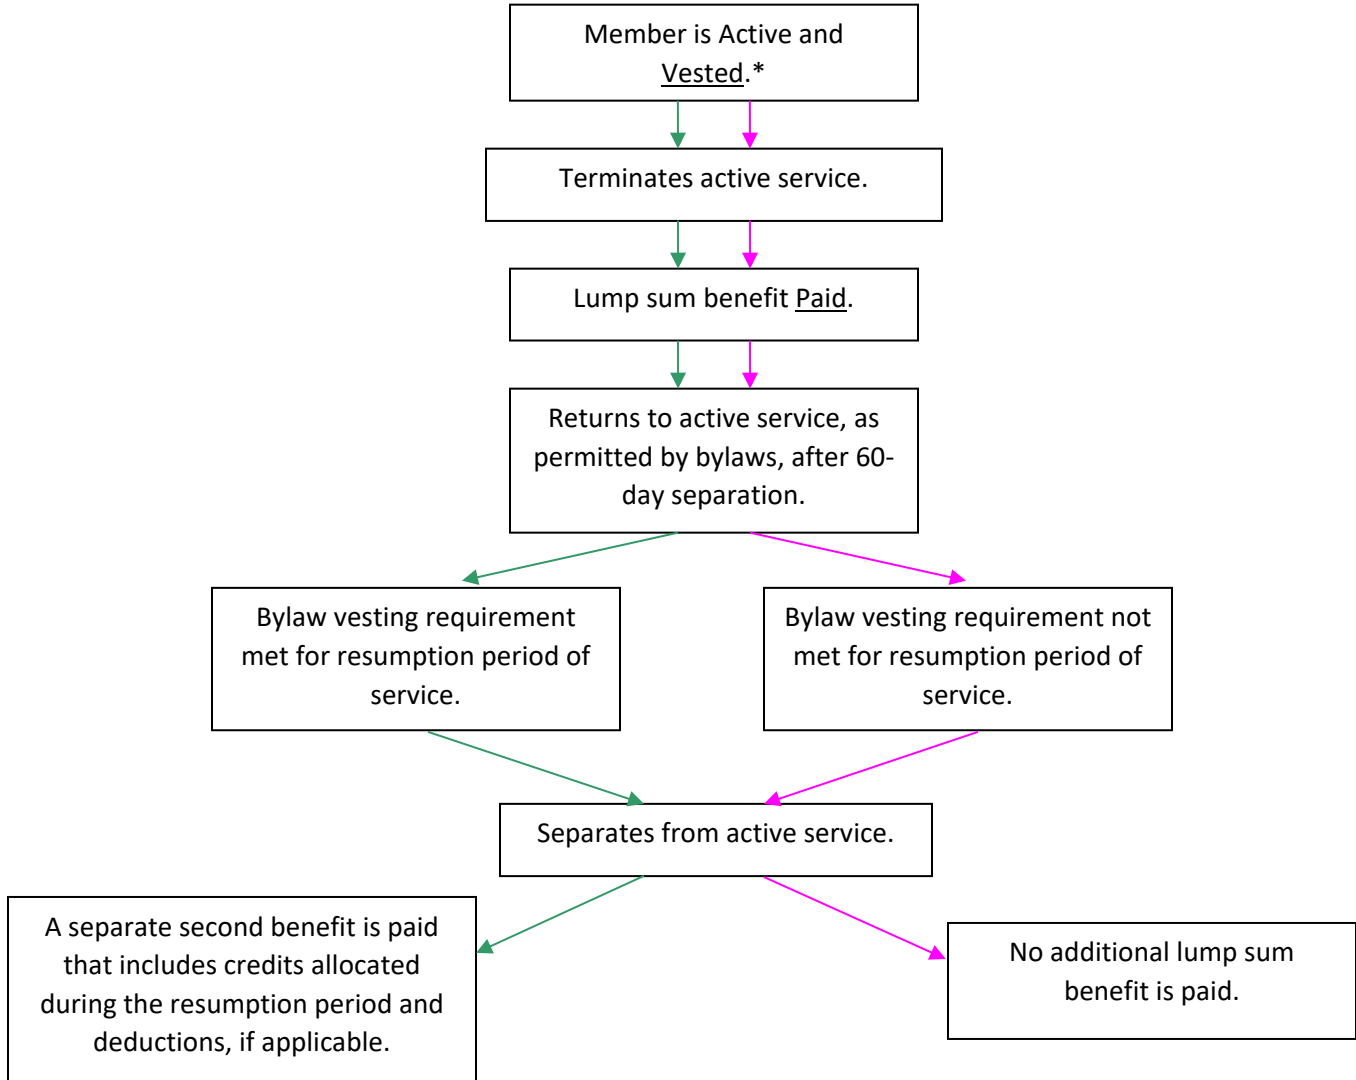 Member is Active and
Vested.*
Terminates active service.
Lump sum benefit Paid.
Returns to active service, as
permitted by bylaws, after 60-
day separation.
Bylaw vesting requirement
met for resumption period of
service.
Bylaw vesting requirement not
met for resumption period of
service.
Separates from active service.
A separate second benefit is paid
that includes credits allocated
during the resumption period and
deductions, if applicable.
No additional lump sum
benefit is paid.